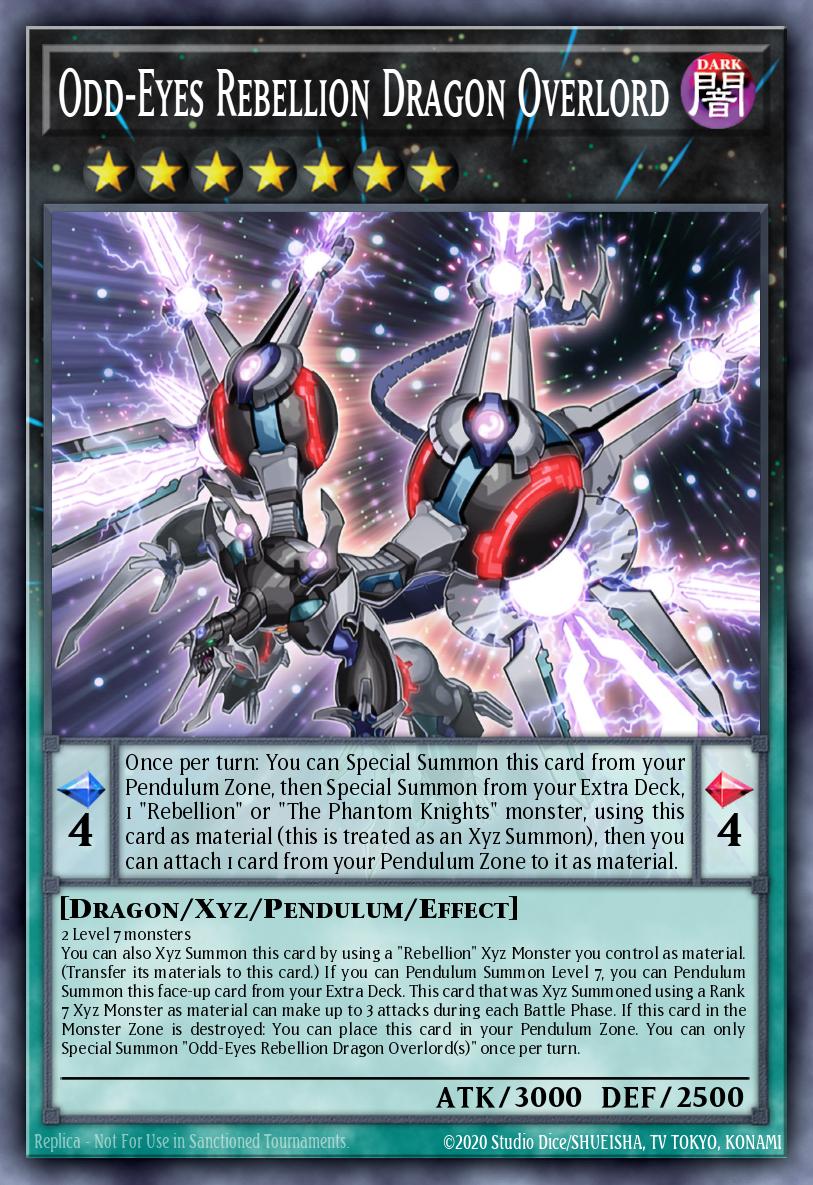 Odd-Eyes Rebellion Dragon Overlord
DARK
闇
Once per turn: You can Special Summon this card from your
Pendulum Zone, then Special Summon from your Extra Deck,
1 "Rebellion" or "The Phantom Knights" monster, using this
card as material (this is treated as an Xyz Summon), then you
can attach 1 card from your Pendulum Zone to it as material.
4
4
[Dragon/Xyz/Pendulum/Effect]
2 Level 7 monsters
You can also Xyz Summon this card by using a "Rebellion" Xyz Monster you control as material.
(Transfer its materials to this card.) If you can Pendulum Summon Level 7, you can Pendulum
Summon this face-up card from your Extra Deck. This card that was Xyz Summoned using a Rank
7 Xyz Monster as material can make up to 3 attacks during each Battle Phase. If this card in the
Monster Zone is destroyed: You can place this card in your Pendulum Zone. You can only
Special Summon "Odd-Eyes Rebellion Dragon Overlord(s)" once per turn.
ATK/3000 DEF/2500
Replica - Not For Use in Sanctioned Tournaments.
©2020 Studio Dice/SHUEISHA, TV TOKYO, KONAMI